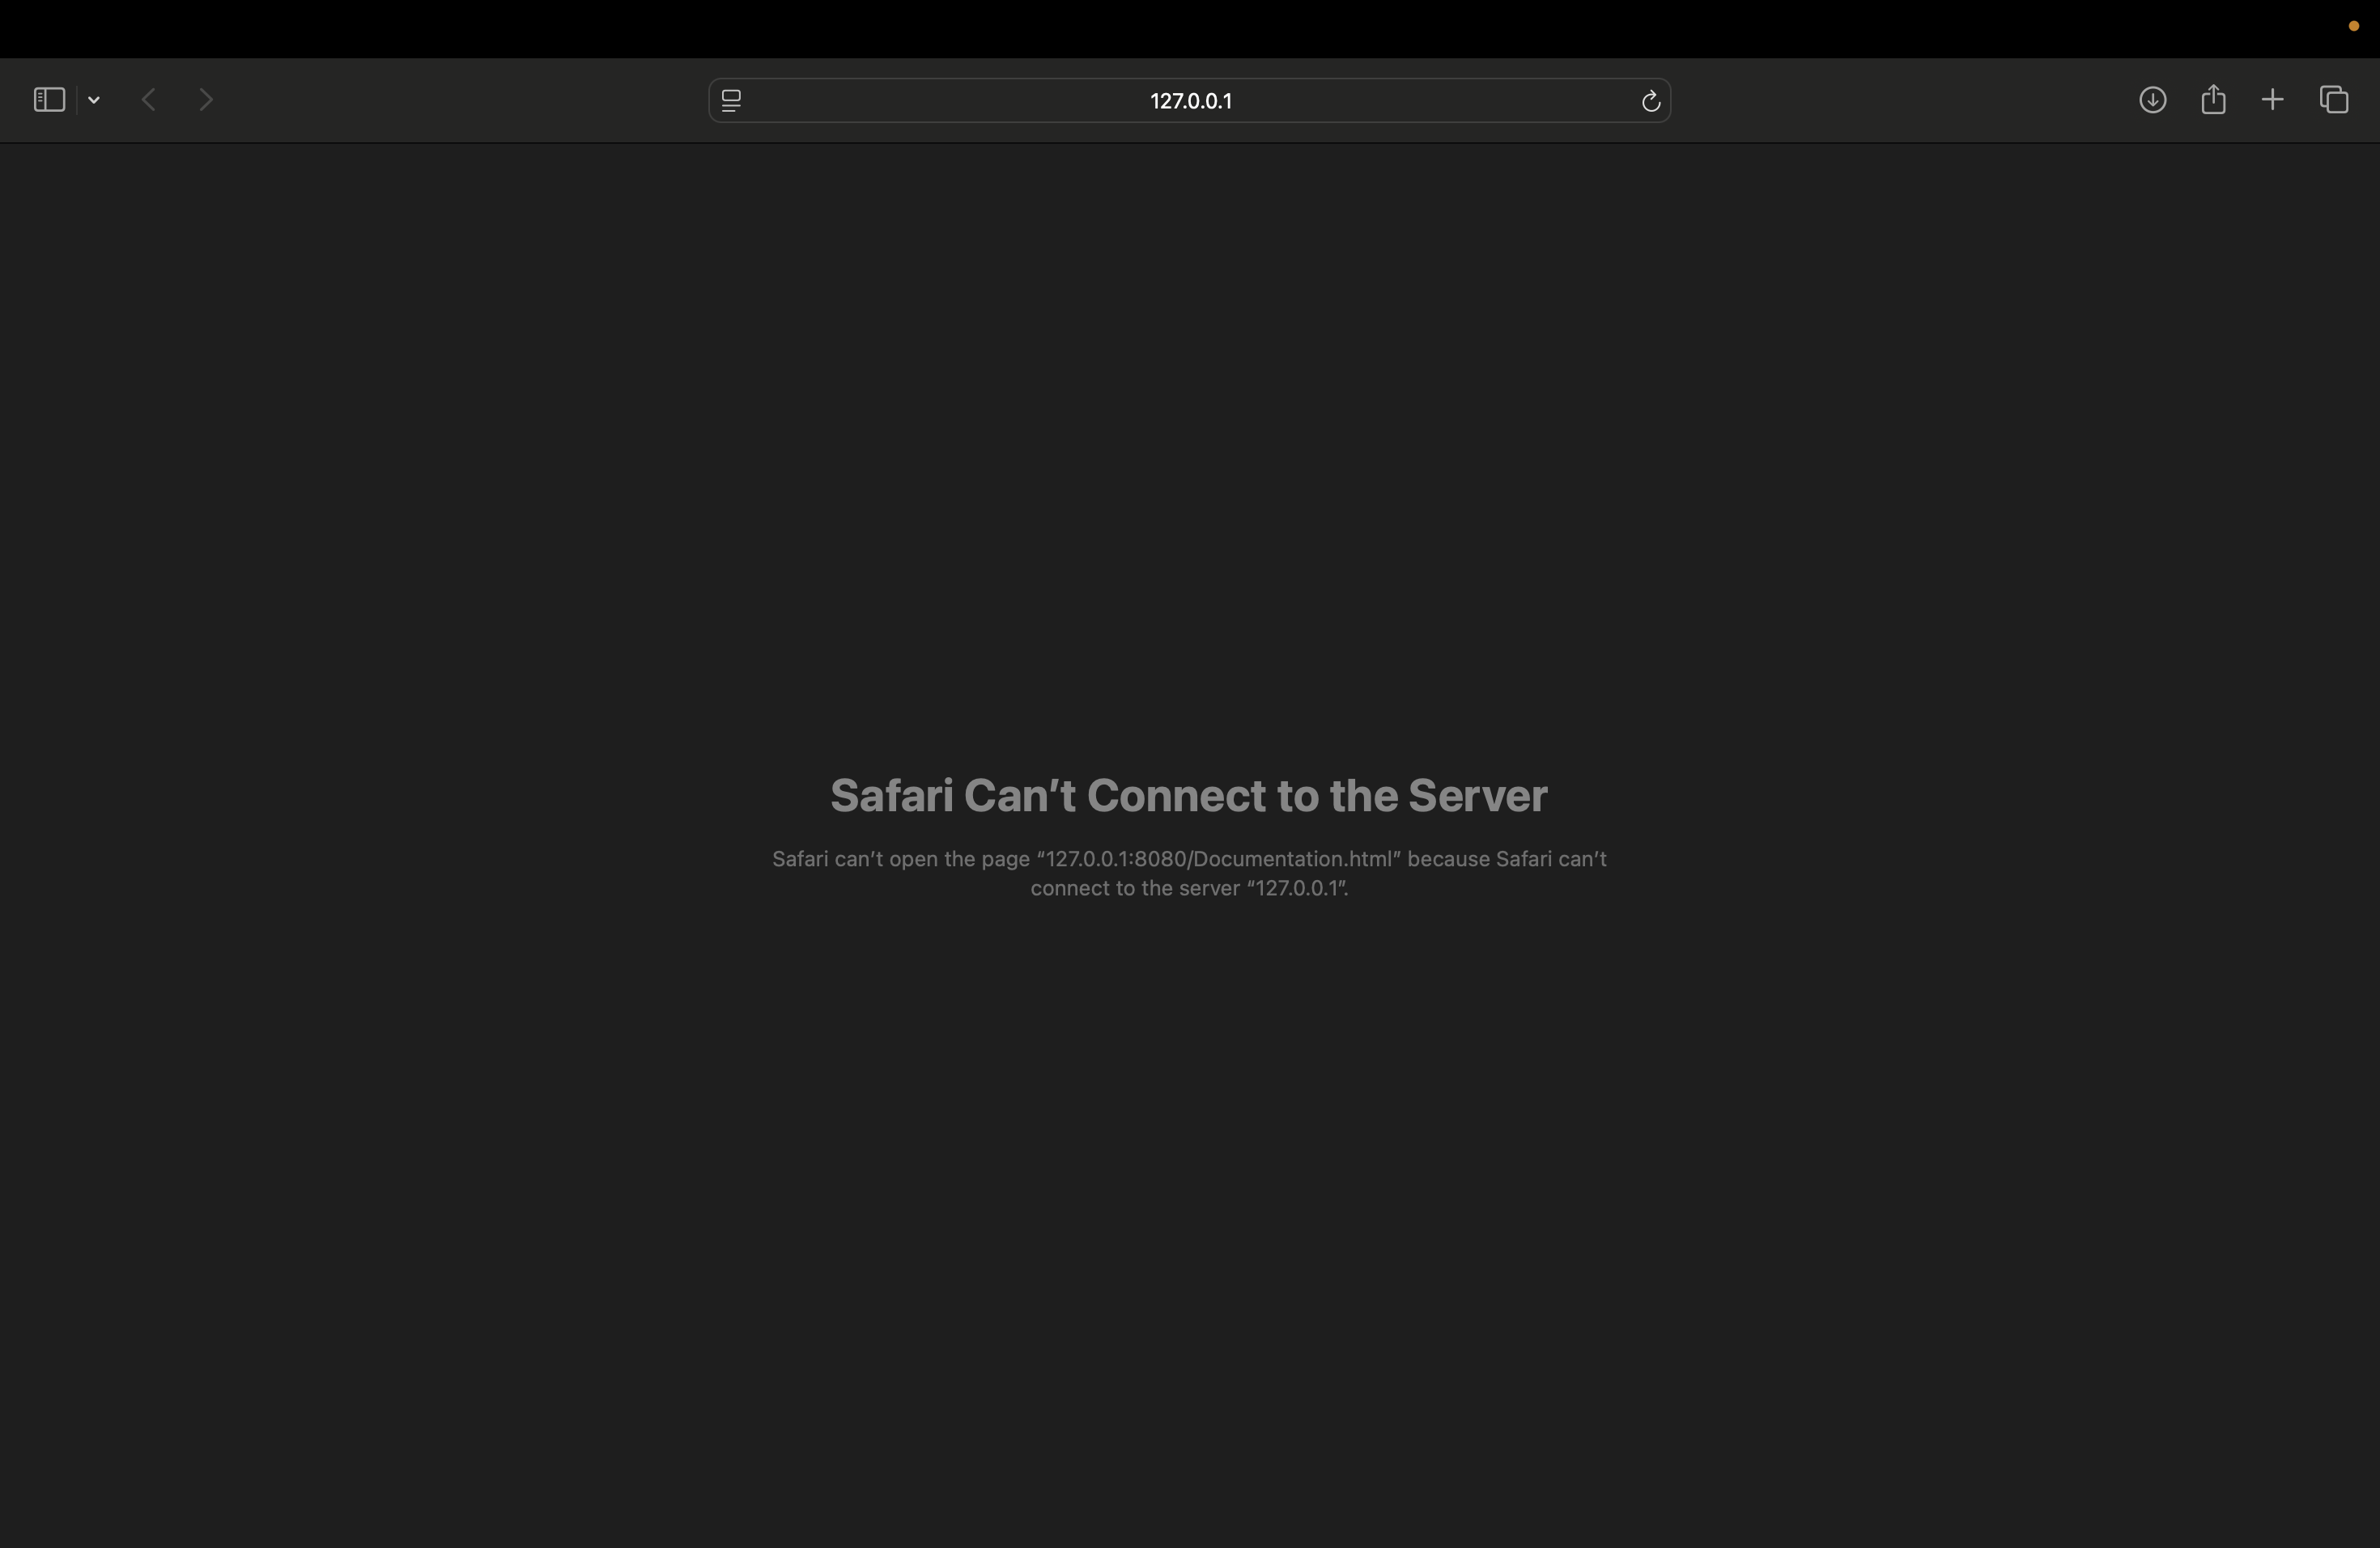 127.0.0.1
Safari Can’t Connect to the Server
Safari can’t open the page “127.0.0.1:8080/Documentation.html” because Safari can’t
connect to the server “127.0.0.1”.